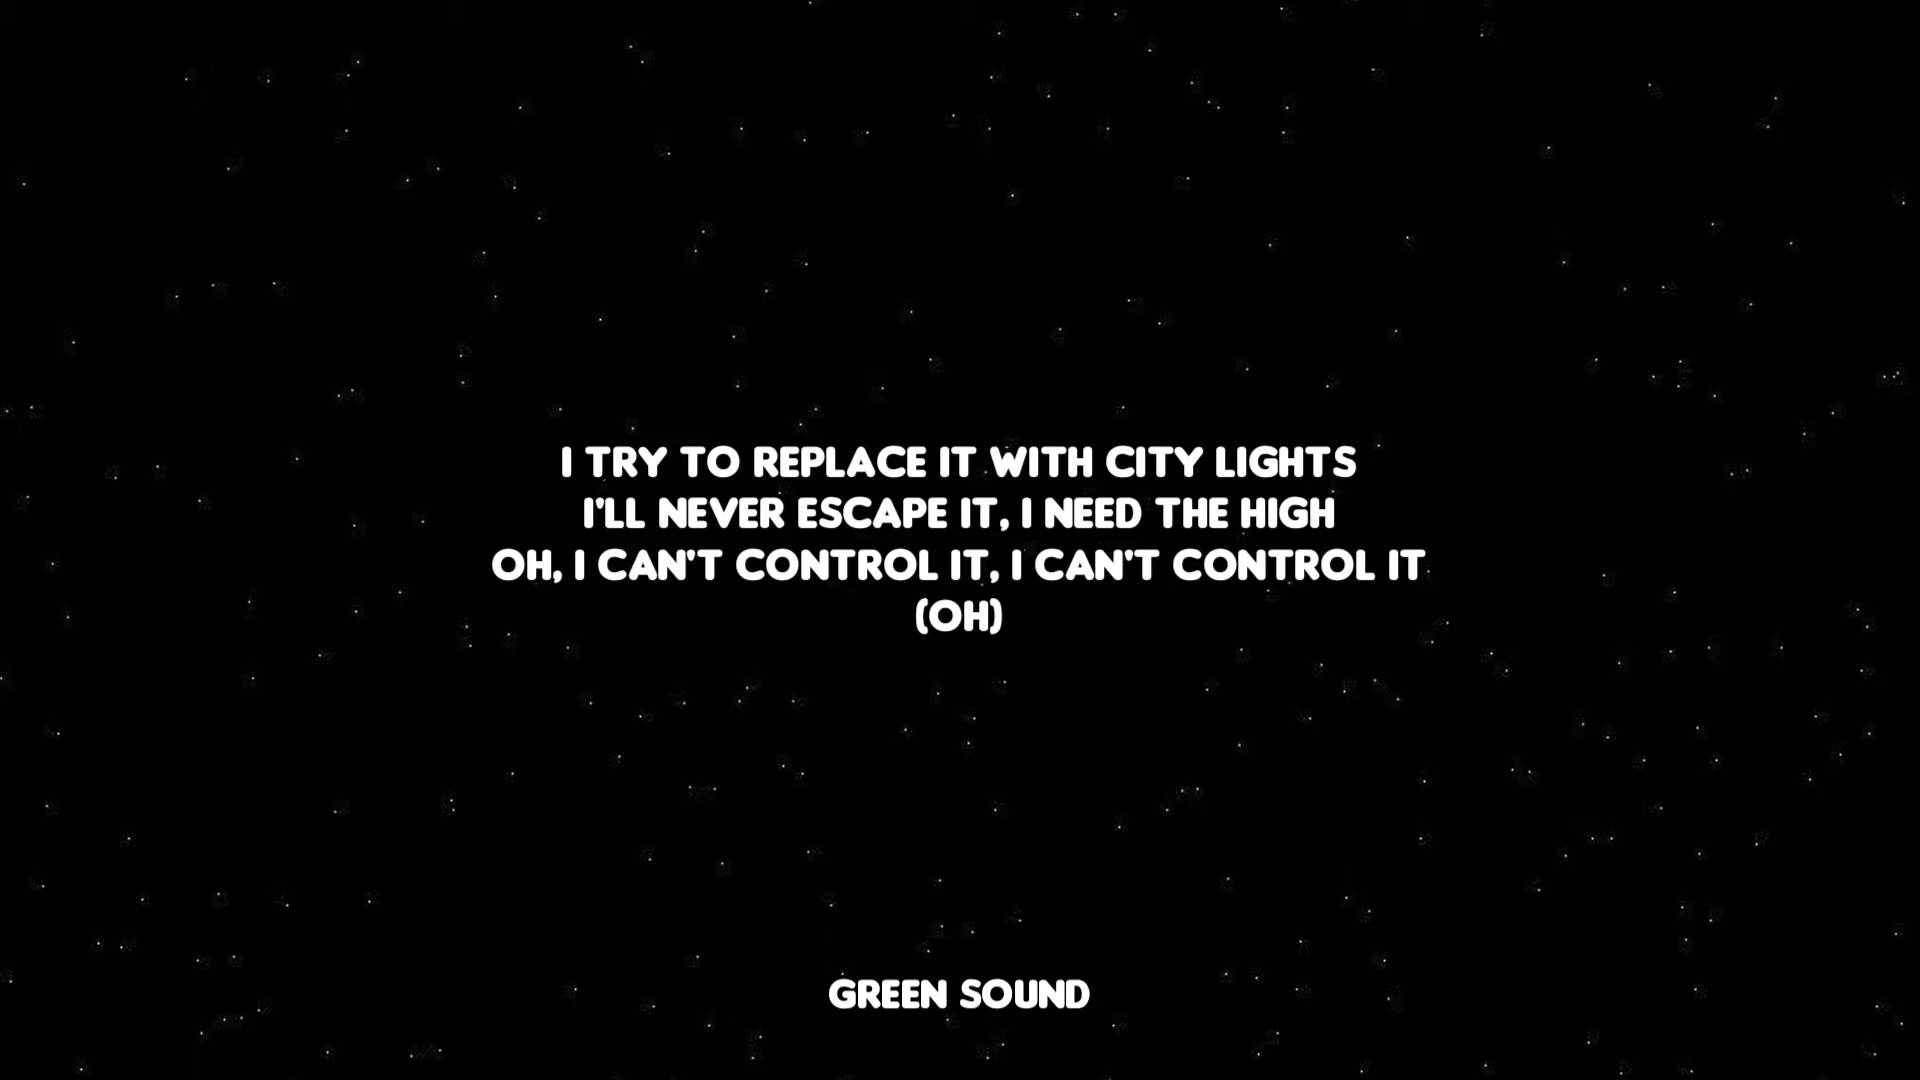 I TRY TO REPLACE IT WITH CITY LIGHTS
I'LL NEVER ESCAPE IT, I NEED THE HIGH
OH, I CAN'T CONTROL IT, I CAN'T CONTROL IT
(OH)
GREEN SOUND